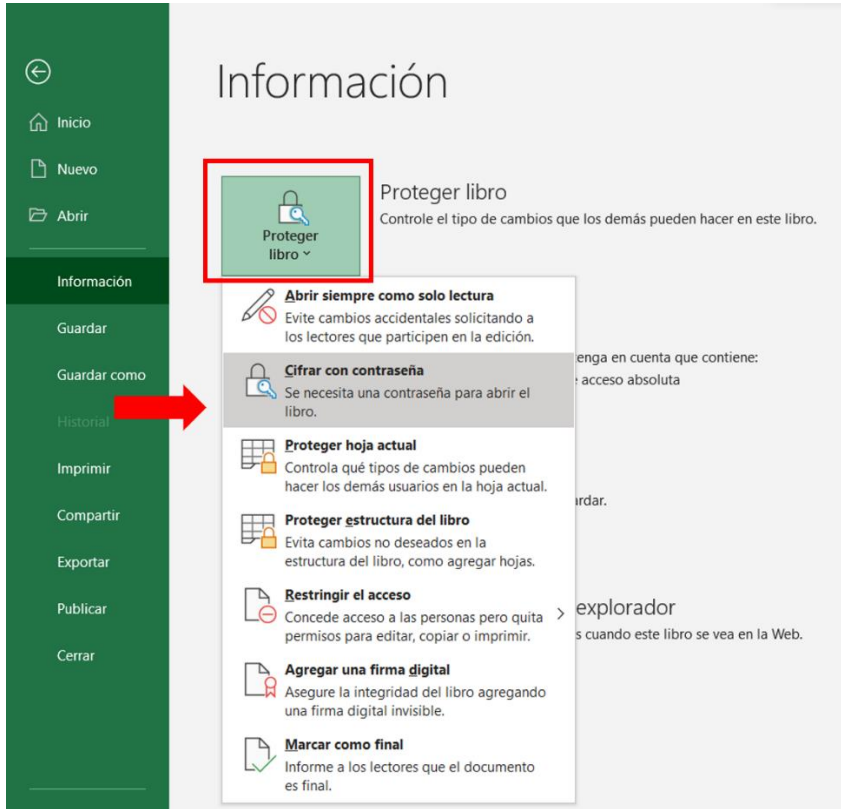 Información
Inicio
Nuevo
Abrir
Información
Guardar
Guardar como
Historial
Imprimir
Compartir
Exportar
Publicar
Cerrar
Proteger
libro
Proteger libro
Controle el tipo de cambios que los demás pueden hacer en este libro.
Abrir siempre como solo lectura
Evite cambios accidentales solicitando a
los lectores que participen en la edición.
Cifrar con contraseña
Se necesita una contraseña para abrir el
libro.
Proteger hoja actual
Controla qué tipos de cambios pueden
hacer los demás usuarios en la hoja actual.
Proteger estructura del libro
Evita cambios no deseados en la
estructura del libro, como agregar hojas.
Restringir el acceso
Concede acceso a las personas pero quita
permisos para editar, copiar o imprimir.
Agregar una firma digital
Asegure la integridad del libro agregando
una firma digital invisible.
Marcar como final
Informe a los lectores que el documento
es final.
enga en cuenta que contiene:
acceso absoluta
rdar.
explorador
s cuando este libro se vea en la Web.